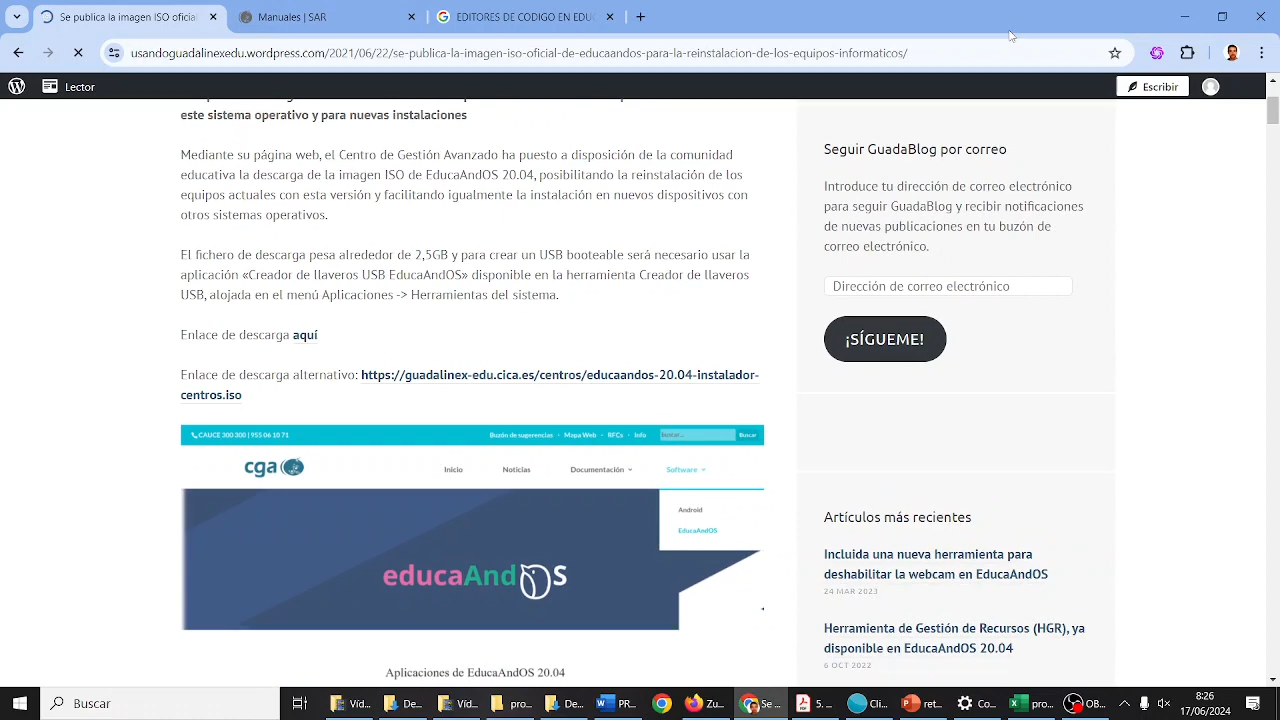 Manuales | JSM
EDITORIO EN EDUCAANDOS
usandoguadalinexedu.wordpress.com/2021/06/22/se-publica-la-imagen-iso-oficial-de-educaandos-para-la-reinstalacion-de-los-equipos-informaticos/
Lector
Escribir
este sistema operativo y para nuevas instalaciones
Mediante su página web, el Centro de Gestión Avanzado ha puesto a disposición de la comunidad
educativa la descarga de la imagen ISO de EducaAndOS 20.04, posibilitando la reinstalación de los
equipos actuales con esta versión y facilitando igualmente la instalación en nuevos dispositivos con
otros sistemas operativos.
El fichero de descarga pesa alrededor de 2,5GB y para crear un USB booteable será necesario usar la
aplicación «Creador de llaveros USB EducaAndOS» disponible en la herramienta Creador de llaveros
USB, alojada en el menú Aplicaciones -> Herramientas del sistema.
Enlace de descarga aquí
Enlace de descarga alternativo: https://guadalinex-edu.cica.es/centros/educaandos-20.04-instalador-
centros.iso
CAUCE 300 300 | 955 06 10 71
Buzón de sugerencias
Mapa Web
RFCs
Info
Buscar...
Buscar
cga
Inicio
Noticias
Documentación
Software
Android
EducaAndOS
educaAndOS
Aplicaciones de EducaAndOS 20.04
Seguir GuadaBlog por correo
Introduce tu dirección de correo electrónico
para seguir GuadaBlog y recibir notificaciones
de nuevas publicaciones en tu buzón de
correo electrónico.
Dirección de correo electrónico
¡SÍGUEME!
Artículos más recientes
Incluida una nueva herramienta para
deshabilitar la webcam en EducaAndOS
24 MAR 2023
Herramienta de Gestión de Recursos (HGR), ya
disponible en EducaAndOS 20.04
6 OCT 2022
Buscar
Vi...
de...
Vi...
po...
W...
de...
W...
Zu...
S...
Cli...
P...
C...
pro...
Re...
8:26
17/06/2024